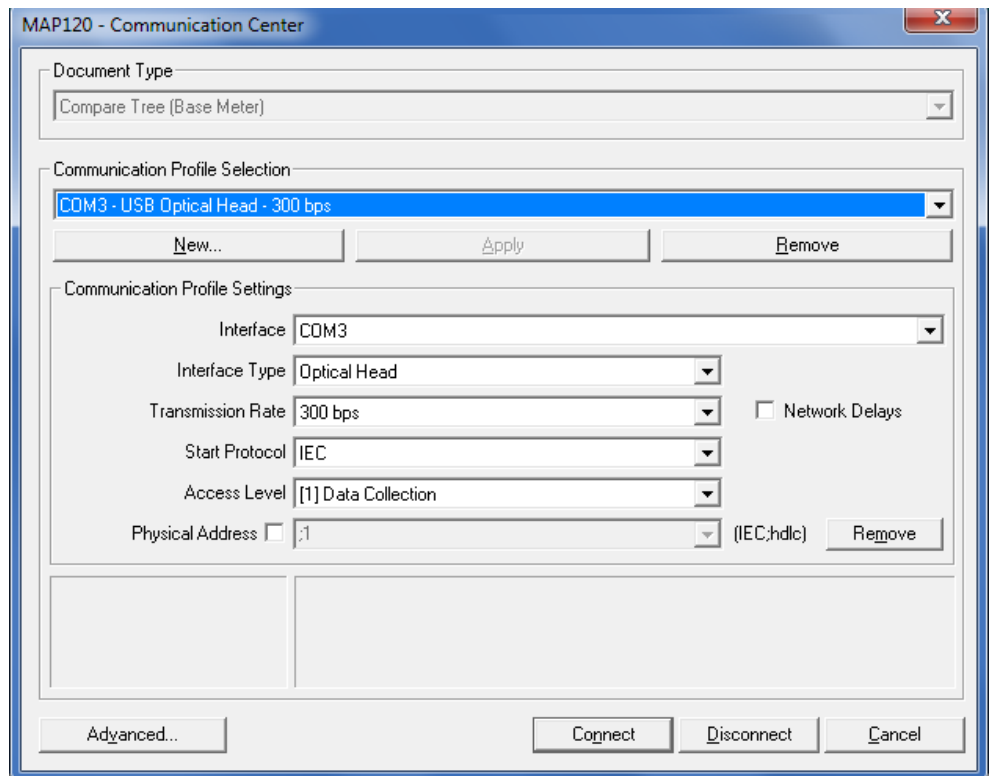 MAP120 - Communication Center
Document Type
Compare Tree (Base Meter)
Communication Profile Selection
COM3 - USB Optical Head - 300 bps
New... Apply Remove
Communication Profile Settings
Interface COM3
Interface Type Optical Head
Transmission Rate 300 bps Network Delays
Start Protocol IEC
Access Level [1] Data Collection
Physical Address ;1 (IEC;hdlc) Remove
Advanced... Connect Disconnect Cancel